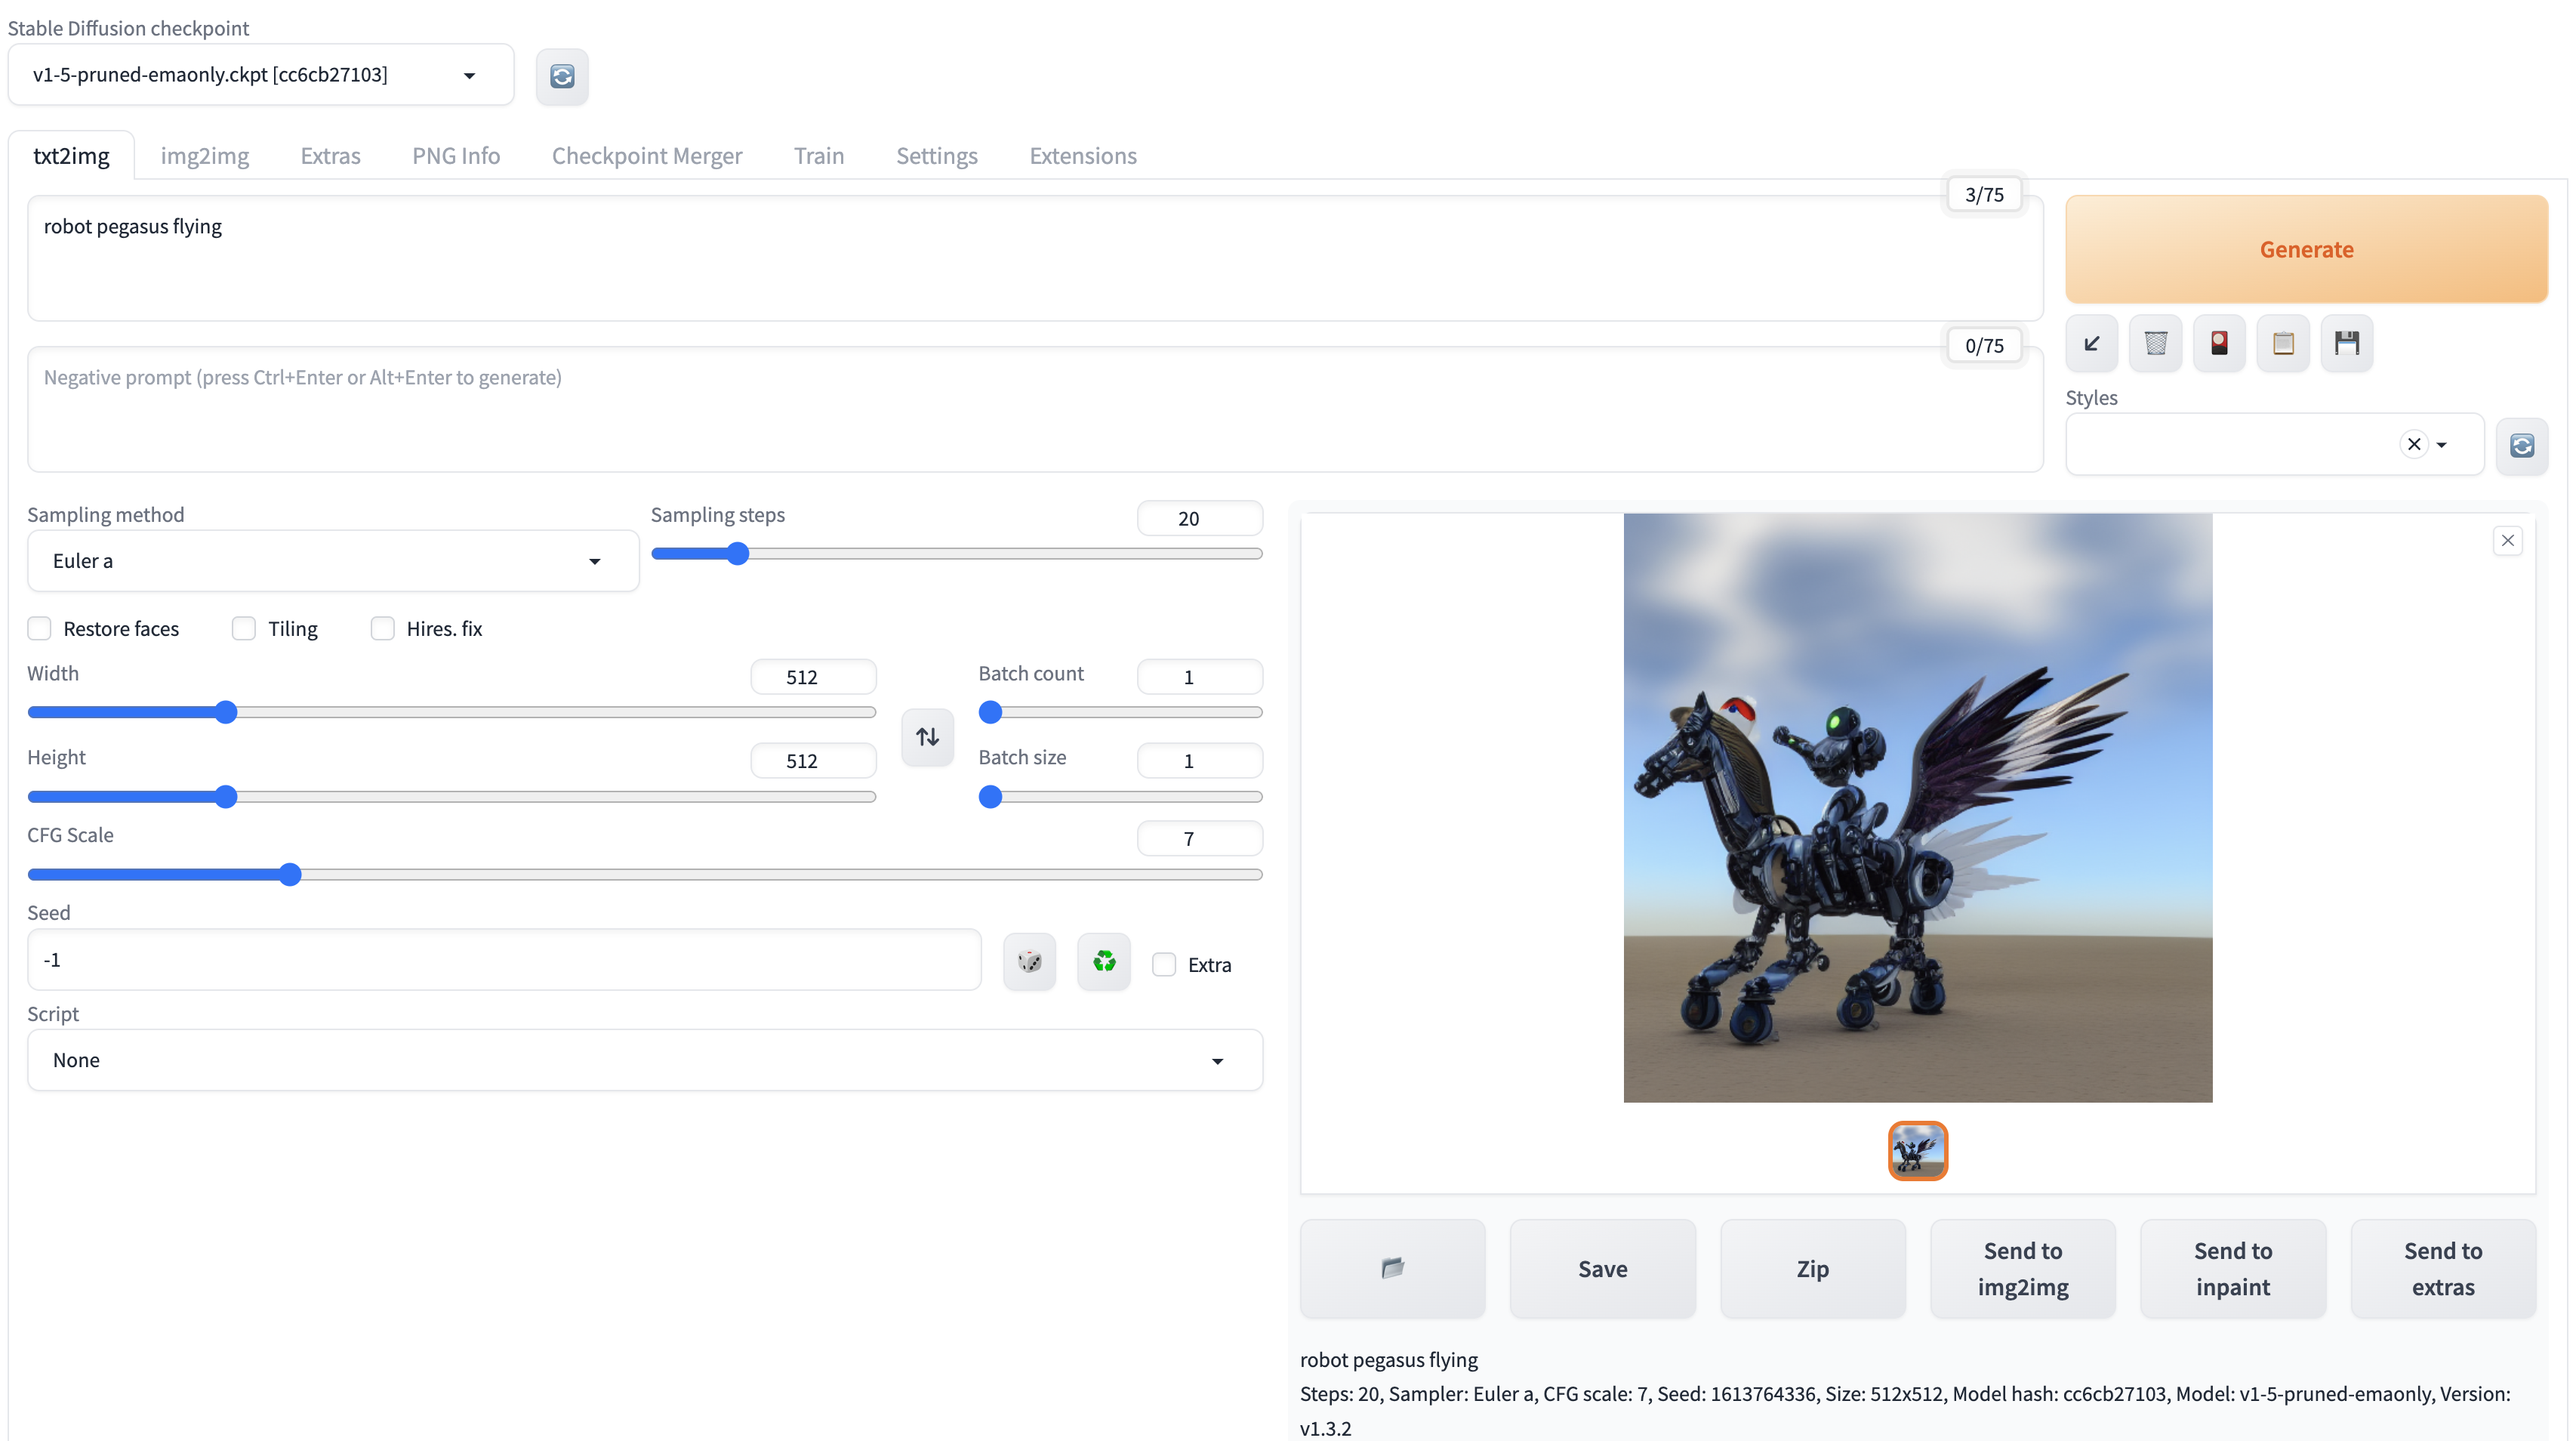 Stable Diffusion checkpoint
v1-5-pruned-emaonly.ckpt [cc6cb27103]
txt2img img2img Extras PNG Info Checkpoint Merger Train Settings Extensions
3/75
robot pegasus flying
Generate
0/75
Negative prompt (press Ctrl+Enter or Alt+Enter to generate)
Styles
Sampling method
Euler a
Sampling steps
20
Restore faces Tiling Hires. fix
Width
512
Batch count
1
Height
512
Batch size
1
CFG Scale
7
Seed
-1
Extra
Script
None
Save
Zip
Send to
img2img
Send to
inpaint
Send to
extras
robot pegasus flying
Steps: 20, Sampler: Euler a, CFG scale: 7, Seed: 1613764336, Size: 512x512, Model hash: cc6cb27103, Model: v1-5-pruned-emaonly, Version:
v1.3.2